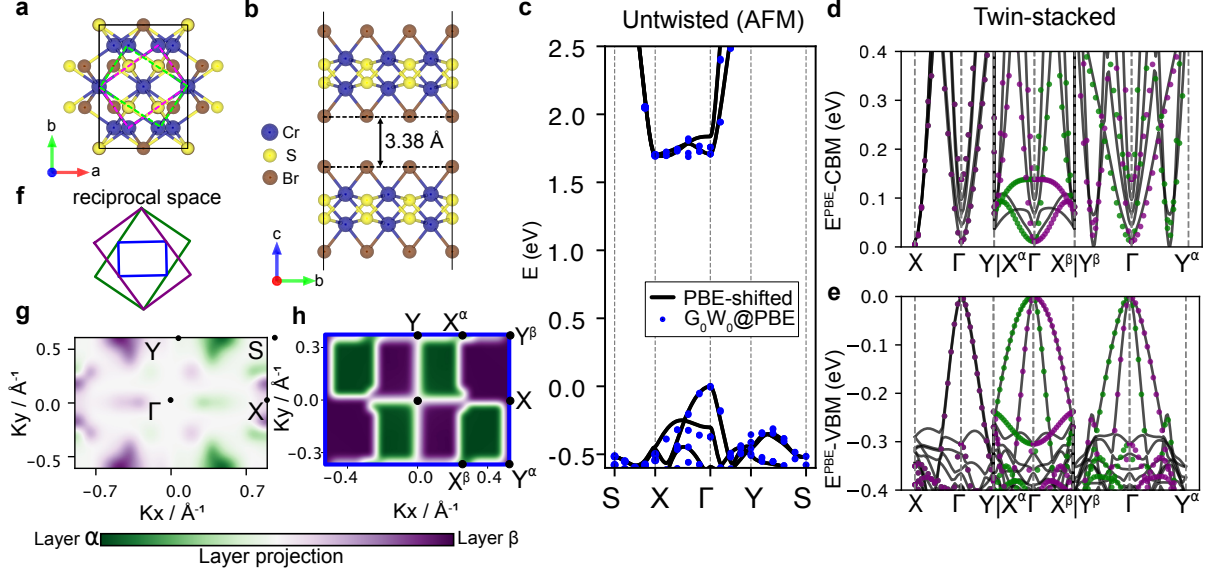 a
b
a
Cr
S
Br
b
3.38 Å
c
b
c
Untwisted (AFM)
E (eV)
2.5
2.0
1.5
1.0
0.5
0.0
−0.5
PBE-shifted
G₀W₀@PBE
S X Γ Y S
Twin-stacked
d
E^PBE-CBM (eV)
0.4
0.3
0.2
0.1
0.0
X Γ Y|X^α Γ X^β|Y^β Γ Y^α
e
E^PBE-VBM (eV)
0.0
−0.1
−0.2
−0.3
−0.4
X Γ Y|X^α Γ X^β|Y^β Γ Y^α
f
reciprocal space
g
Ky / Å⁻¹
0.5
0.0
−0.5
Y S
Γ X
−0.7 0.0 0.7
Kx / Å⁻¹
h
Ky / Å⁻¹
0.3
0.0
−0.3
Y X^α Y^β
X
X^β Y^α
−0.4 0.0 0.4
Kx / Å⁻¹
Layer α
Layer β
Layer projection